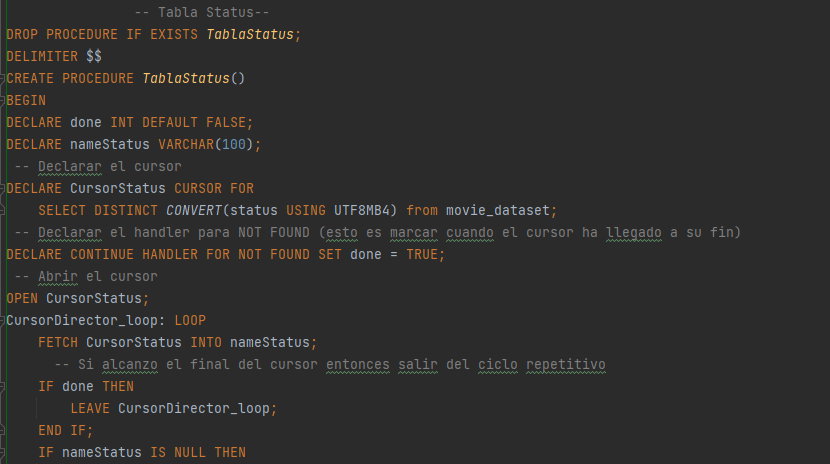 -- Tabla Status--
DROP PROCEDURE IF EXISTS TablaStatus;
DELIMITER $$
CREATE PROCEDURE TablaStatus()
BEGIN
DECLARE done INT DEFAULT FALSE;
DECLARE nameStatus VARCHAR(100);
-- Declarar el cursor
DECLARE CursorStatus CURSOR FOR
SELECT DISTINCT CONVERT(status USING UTF8MB4) from movie_dataset;
-- Declarar el handler para NOT FOUND (esto es marcar cuando el cursor ha llegado a su fin)
DECLARE CONTINUE HANDLER FOR NOT FOUND SET done = TRUE;
-- Abrir el cursor
OPEN CursorStatus;
CursorDirector_loop: LOOP
FETCH CursorStatus INTO nameStatus;
-- Si alcanzo el final del cursor entonces salir del ciclo repetitivo
IF done THEN
LEAVE CursorDirector_loop;
END IF;
IF nameStatus IS NULL THEN